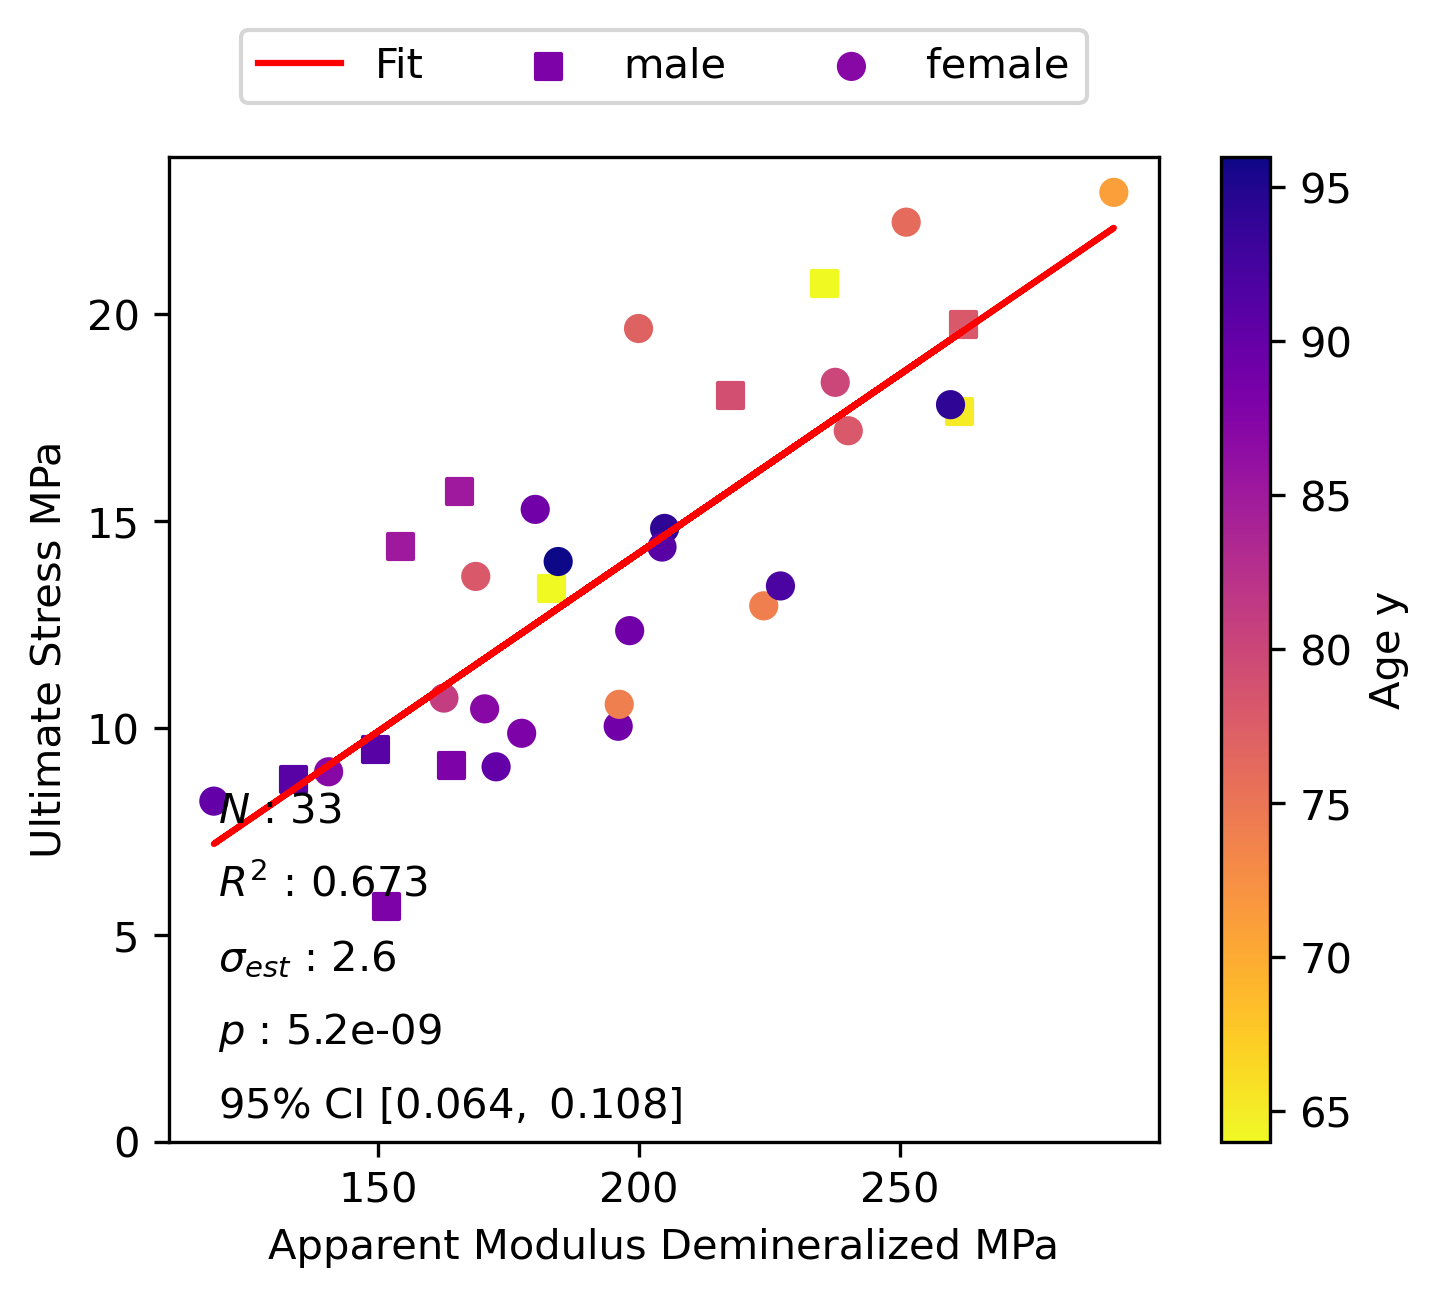 Fit male female
95
90
85
80
75
70
65
Age y
20
15
10
5
0
Ultimate Stress MPa
N : 33
R² : 0.673
σest : 2.6
p : 5.2e-09
95% CI [0.064, 0.108]
150 200 250
Apparent Modulus Demineralized MPa